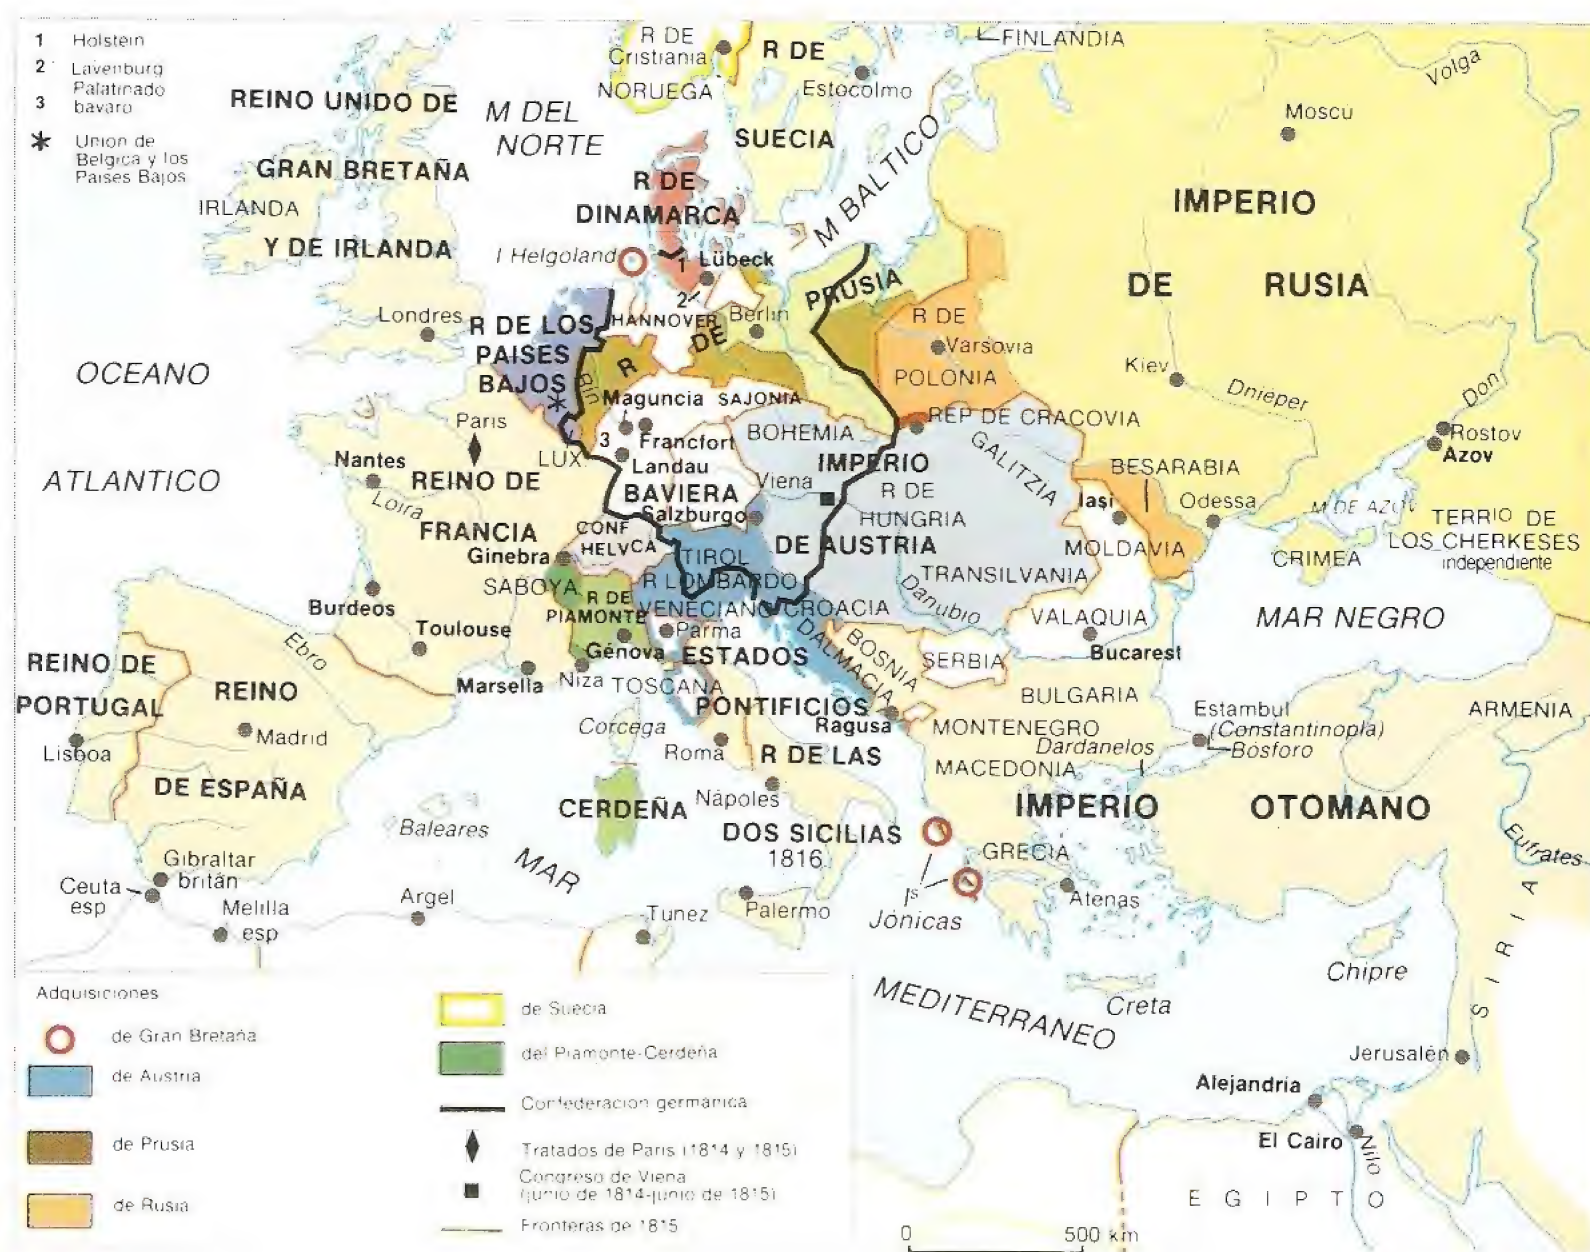 1 Holstein
2 Lavenburg
3 Palatinado
bavaro
* Union de
Belgica y los
Paises Bajos
R DE
Cristiania
NORUEGA
R DE
SUECIA
Estocolmo
FINLANDIA
Volga
Moscu
REINO UNIDO DE
GRAN BRETAÑA
IRLANDA
Y DE IRLANDA
M DEL
NORTE
R DE
DINAMARCA
M BALTICO
IMPERIO
DE RUSIA
I Helgoland
1
Lübeck
2
PRUSIA
Londres
R DE LOS
PAISES
BAJOS
*
HANNOVER
Berlin
DE
R
Rin
R DE
Varsovia
POLONIA
Kiev
Dnieper
Don
Rostov
Azov
OCEANO
ATLANTICO
Maguncia
SAJONIA
3
Francfort
Landau
LUX
BOHEMIA
REP DE CRACOVIA
GALITZIA
BESARABIA
Paris
Nantes
REINO DE
FRANCIA
Loira
BAVIERA
Viena
Salzburgo
IMPERIO
R DE
HUNGRIA
DE AUSTRIA
Iasi
Odessa
M DE AZOV
TERRIO DE
LOS CHERKESES
independiente
CRIMEA
MOLDAVIA
CONF
HELVCA
Ginebra
TIROL
SABOYA
R LOMBARDO
VENECIANO
CROACIA
TRANSILVANIA
Danubio
VALAQUIA
Bucarest
MAR NEGRO
R DE
PIAMONTE
Parma
Génova
DALMACIA
BOSNIA
SERBIA
BULGARIA
Burdeos
Toulouse
Marsella
Niza
TOSCANA
ESTADOS
PONTIFICIOS
Ragusa
MONTENEGRO
Ebro
REINO DE
PORTUGAL
Lisboa
REINO
Madrid
DE ESPAÑA
Corcega
Roma
R DE LAS
Nápoles
DOS SICILIAS
1816
CERDEÑA
Baleares
MACEDONIA
Dardanelos
Estambul
(Constantinopla)
Bósforo
ARMENIA
IMPERIO OTOMANO
Eufrates
Gibraltar
britán
Ceuta
esp
Melilla
esp
Argel
Tunez
Palermo
Is
Jónicas
GRECIA
Atenas
MAR
MEDITERRANEO
Creta
Chipre
SIRIA
Jerusalén
Alejandria
El Cairo
Nilo
EGIPTO
Adquisiciones
de Gran Bretaña
de Austria
de Prusia
de Rusia
de Suecia
del Piamonte-Cerdeña
Confederacion germanica
Tratados de Paris (1814 y 1815)
Congreso de Viena
(junio de 1814-junio de 1815)
Fronteras de 1815
0 500 km